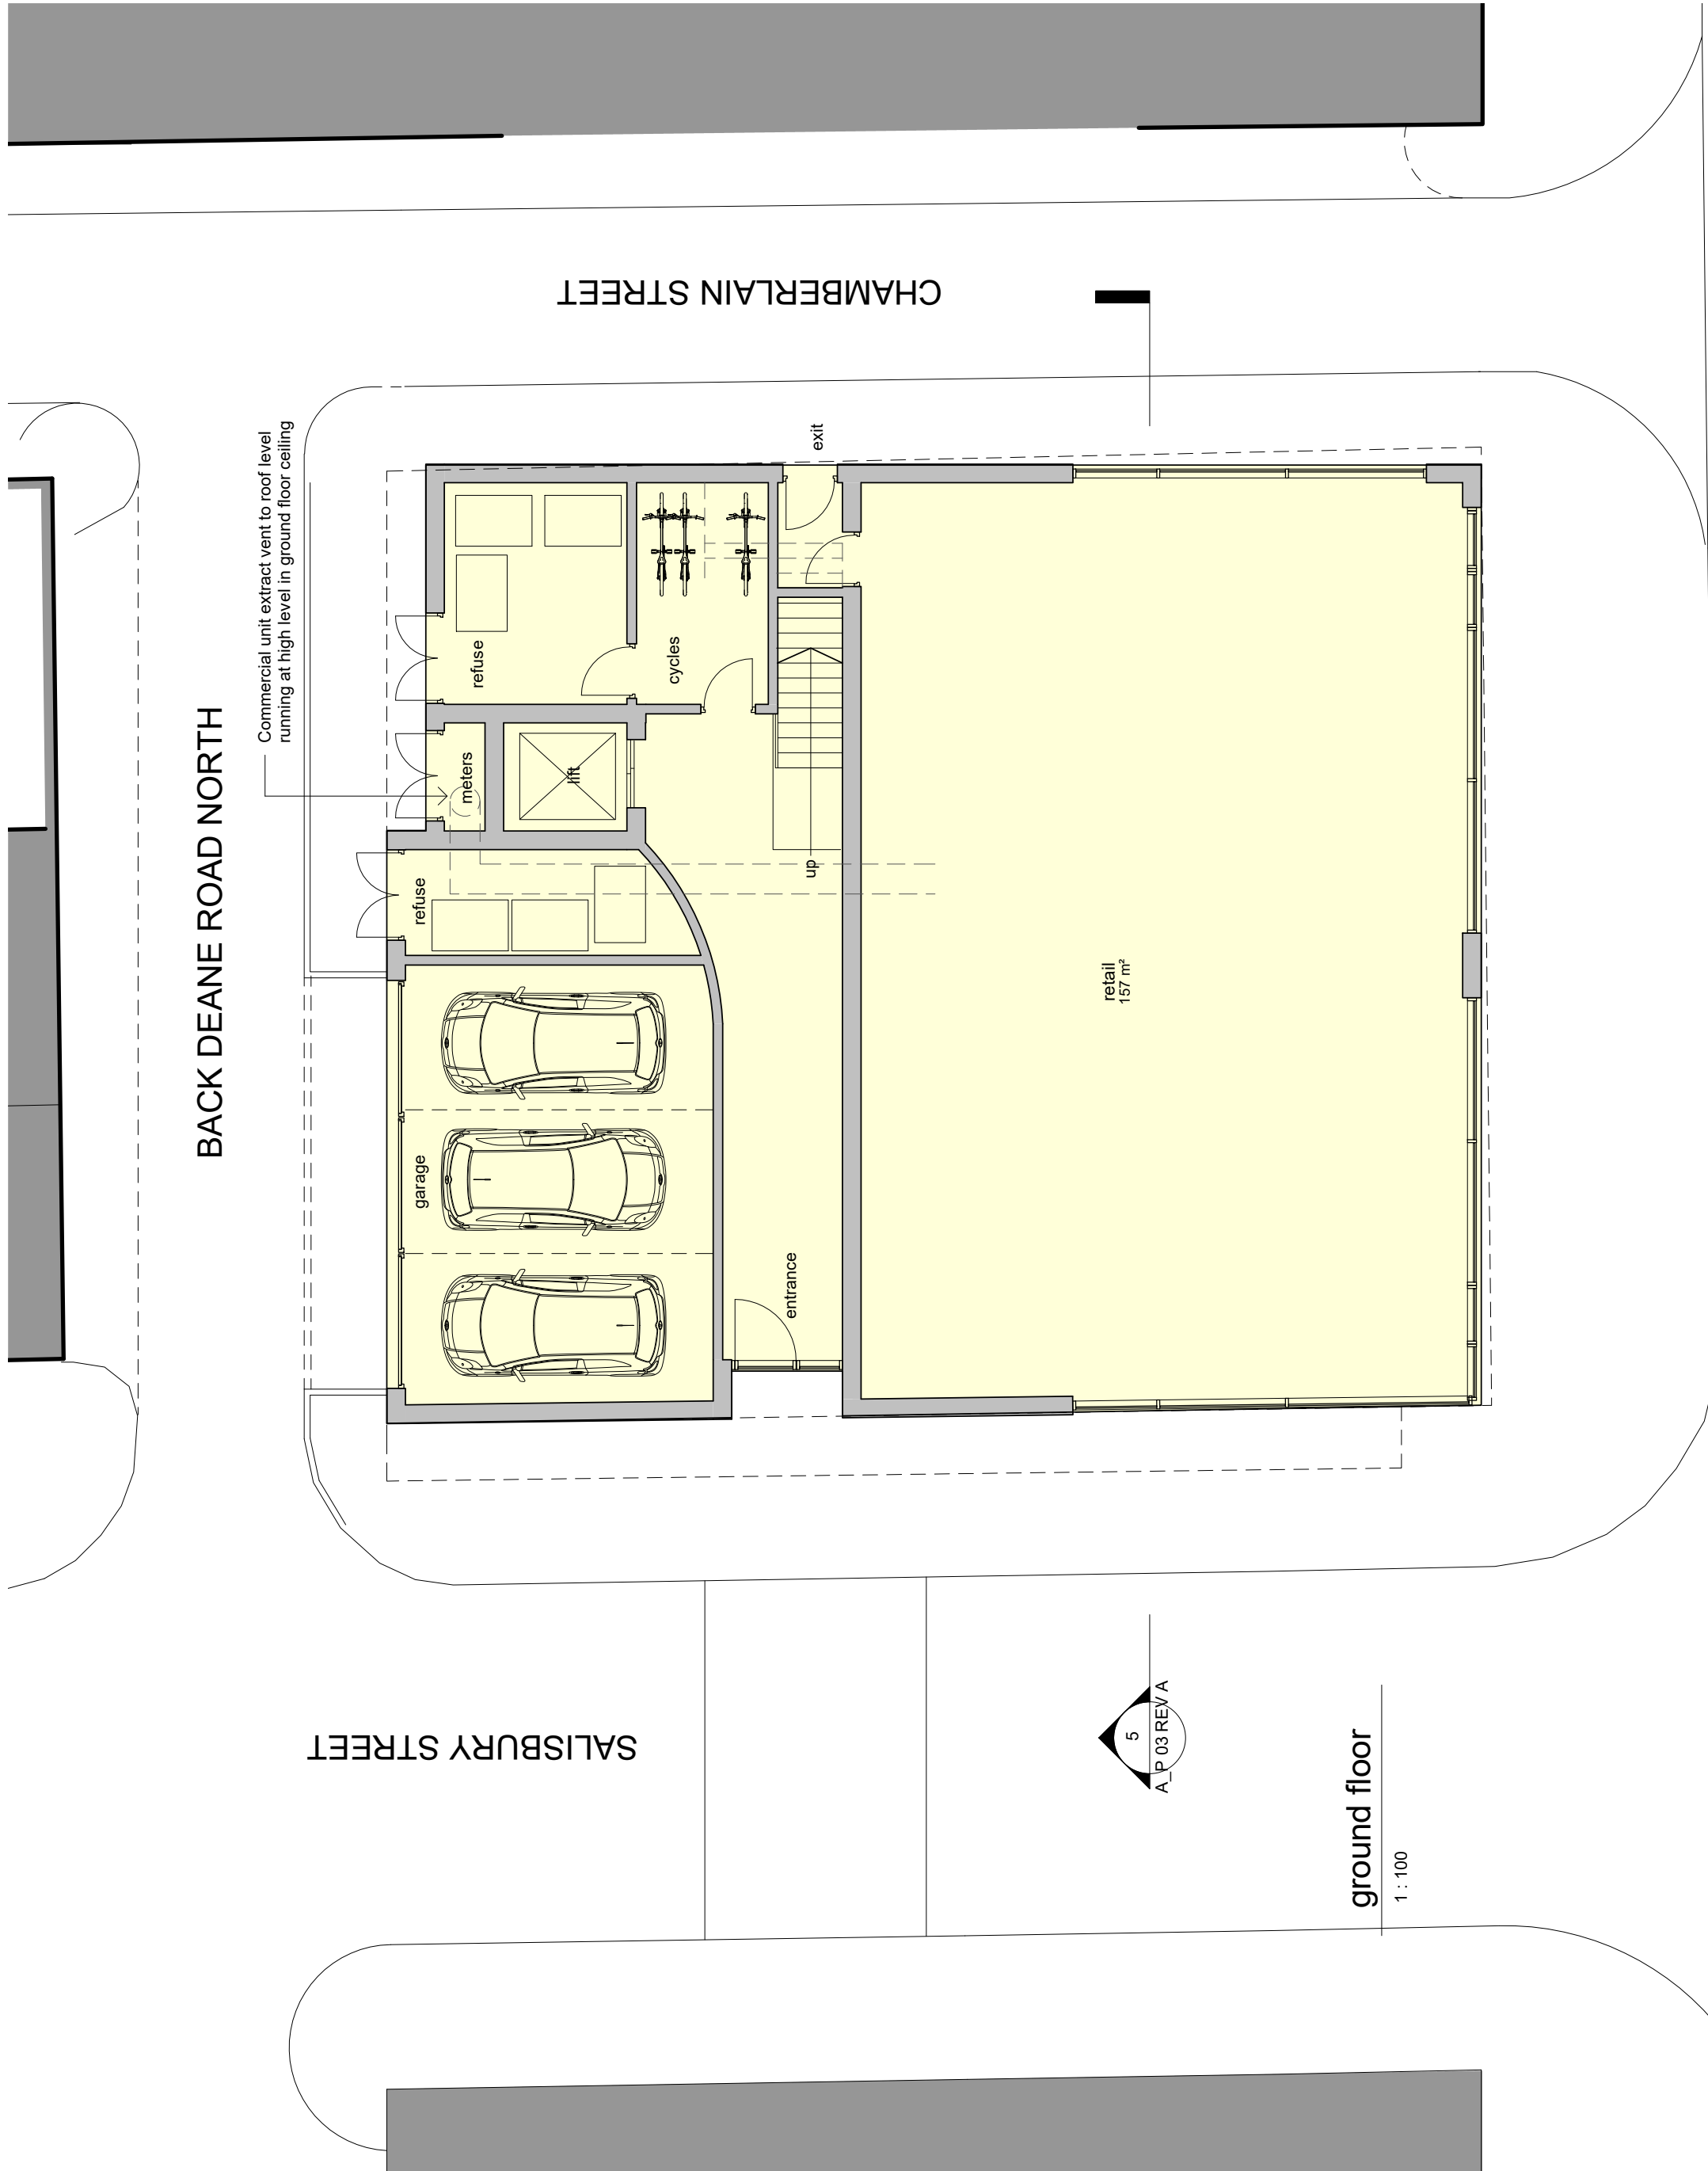 CHAMBERLAIN STREET
Commercial unit extract vent to roof level
running at high level in ground floor ceiling
BACK DEANE ROAD NORTH
exit
refuse
cycles
meters
lift
up
refuse
retail
157 m²
garage
entrance
SALISBURY STREET
5
A_P 03 REV A
ground floor
1 : 100